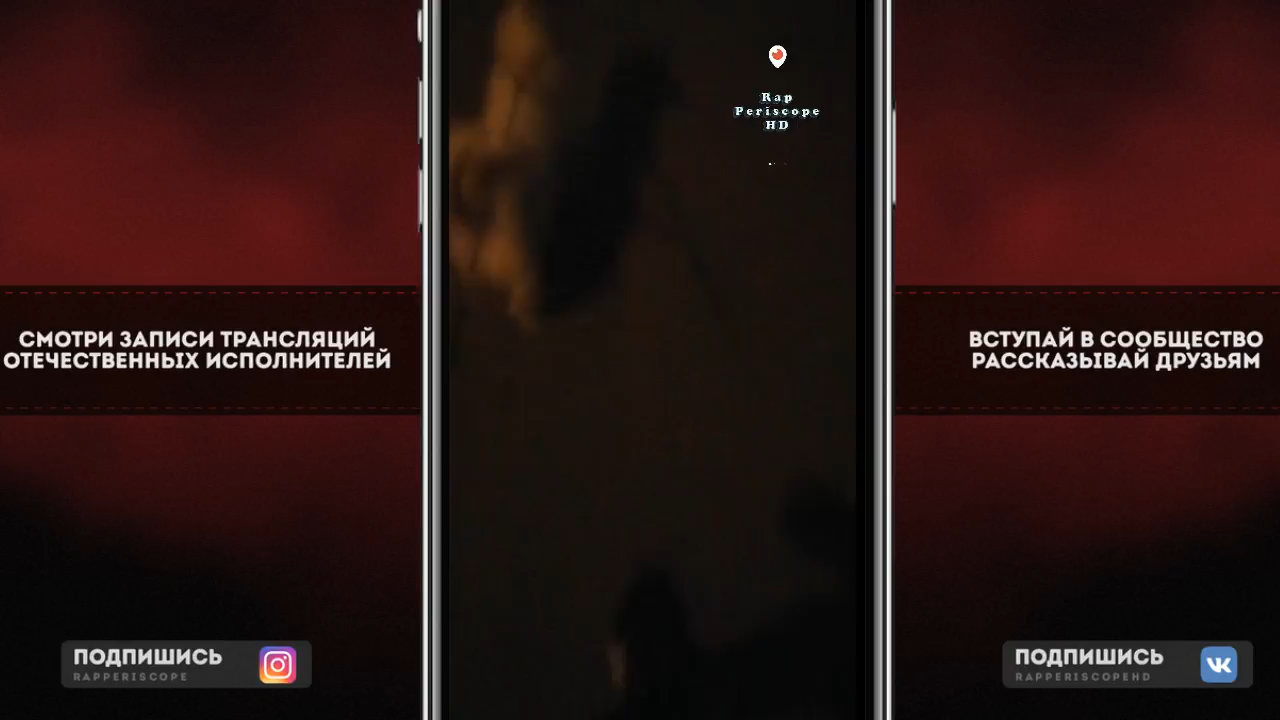 Rap
Periscope
HD
СМОТРИ ЗАПИСИ ТРАНСЛЯЦИЙ
ОТЕЧЕСТВЕННЫХ ИСПОЛНИТЕЛЕЙ
ВСТУПАЙ В СООБЩЕСТВО
РАССКАЗЫВАЙ ДРУЗЬЯМ
ПОДПИШИСЬ
RAPPERISCOPE
ПОДПИШИСЬ
RAPPERISCOPEHD